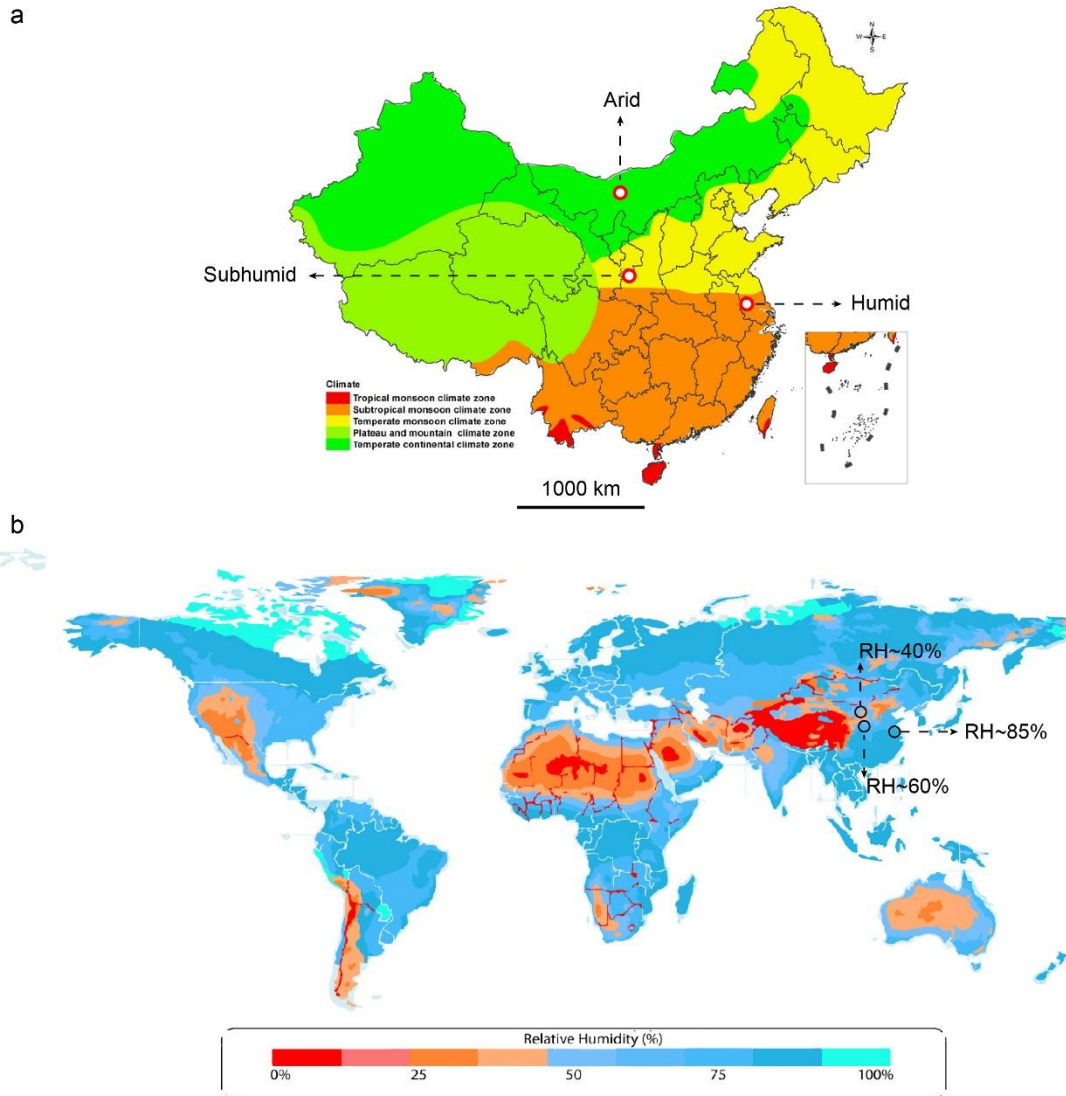 a
N
W E
S
Arid
Subhumid
Humid
Climate
Tropical monsoon climate zone
Subtropical monsoon climate zone
Temperate monsoon climate zone
Plateau and mountain climate zone
Temperate continental climate zone
1000 km
b
RH~40%
RH~85%
RH~60%
Relative Humidity (%)
0% 25 50 75 100%